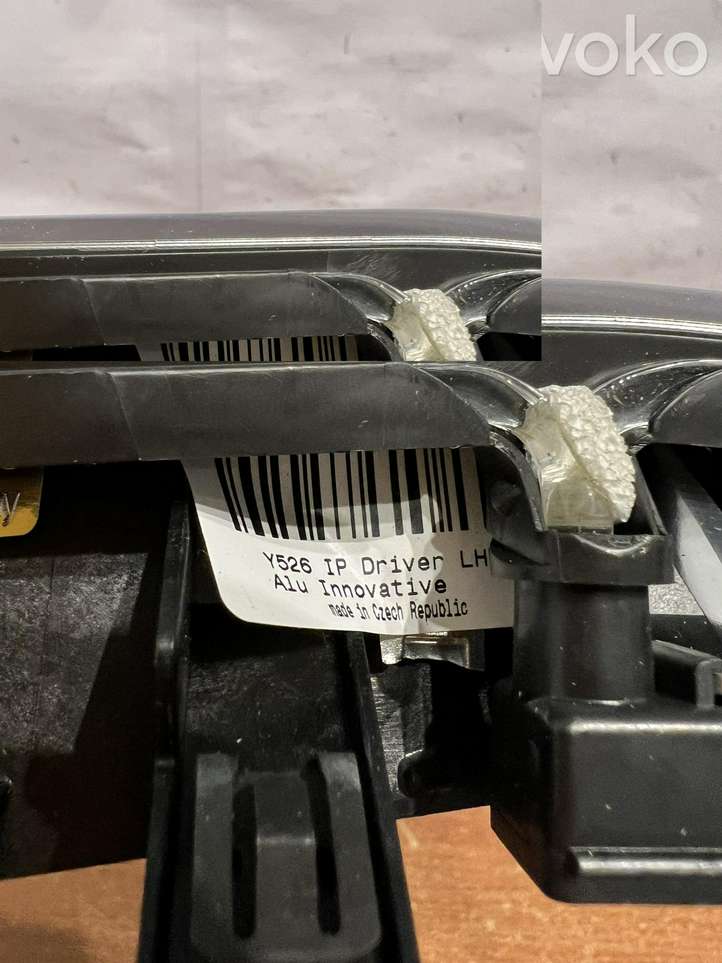 voko
Y526 IP Driver LH
Alu Innovative
made in Czech Republic